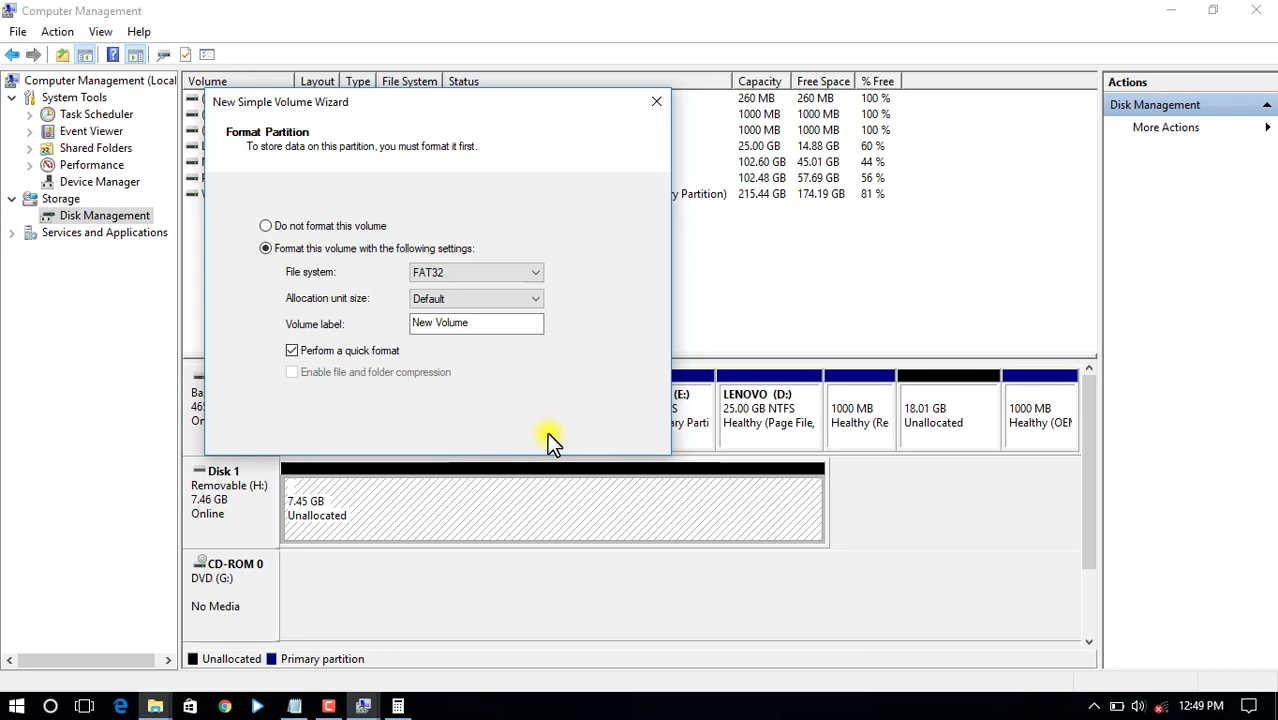 Computer Management
File Action View Help
Computer Management (Local
System Tools
Task Scheduler
Event Viewer
Shared Folders
Performance
Device Manager
Storage
Disk Management
Services and Applications
Volume Layout Type File System Status Capacity Free Space % Free
260 MB 260 MB 100 %
1000 MB 1000 MB 100 %
1000 MB 1000 MB 100 %
25.00 GB 14.88 GB 60 %
102.60 GB 45.01 GB 44 %
102.48 GB 57.69 GB 56 %
ry Partition) 215.44 GB 174.19 GB 81 %
Actions
Disk Management
More Actions
New Simple Volume Wizard
Format Partition
To store data on this partition, you must format it first.
Do not format this volume
Format this volume with the following settings:
File system: FAT32
Allocation unit size: Default
Volume label: New Volume
Perform a quick format
Enable file and folder compression
Ba
465
On
(E:)
S
ary Parti
LENOVO (D:)
25.00 GB NTFS
Healthy (Page File,
1000 MB
Healthy (Re
18.01 GB
Unallocated
1000 MB
Healthy (OEM
Disk 1
Removable (H:)
7.46 GB
Online
7.45 GB
Unallocated
CD-ROM 0
DVD (G:)
No Media
Unallocated Primary partition
12:49 PM